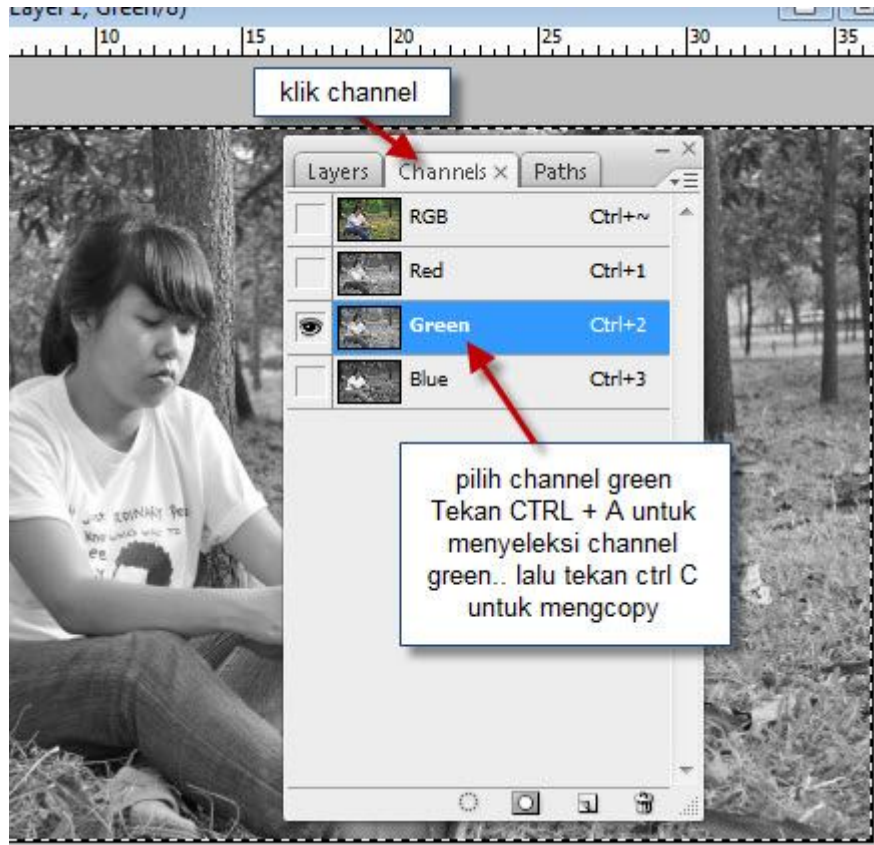 Layer 1, Green/8)
10 15 20 25 30 35
klik channel
Layers Channels × Paths
RGB Ctrl+~
Red Ctrl+1
Green Ctrl+2
Blue Ctrl+3
pilih channel green
Tekan CTRL + A untuk
menyeleksi channel
green.. lalu tekan ctrl C
untuk mengcopy